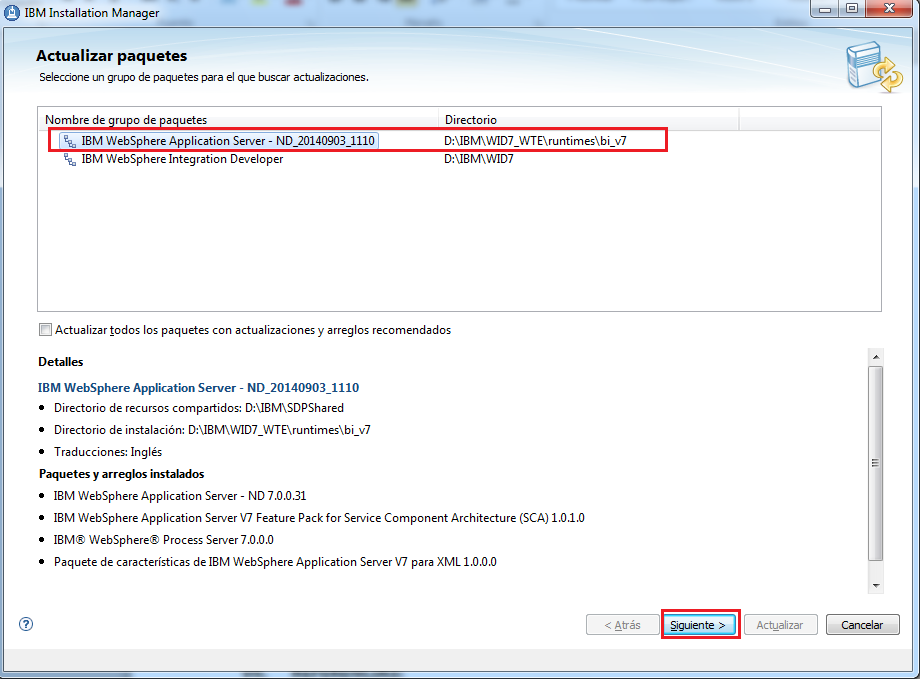 IBM Installation Manager
Actualizar paquetes
Seleccione un grupo de paquetes para el que buscar actualizaciones.
Nombre de grupo de paquetes Directorio
IBM WebSphere Application Server - ND_20140903_1110 D:\IBM\WID7_WTE\runtimes\bi_v7
IBM WebSphere Integration Developer D:\IBM\WID7
Actualizar todos los paquetes con actualizaciones y arreglos recomendados
Detalles
IBM WebSphere Application Server - ND_20140903_1110
• Directorio de recursos compartidos: D:\IBM\SDPShared
• Directorio de instalación: D:\IBM\WID7_WTE\runtimes\bi_v7
• Traducciones: Inglés
Paquetes y arreglos instalados
• IBM WebSphere Application Server - ND 7.0.0.31
• IBM WebSphere Application Server V7 Feature Pack for Service Component Architecture (SCA) 1.0.1.0
• IBM® WebSphere® Process Server 7.0.0.0
• Paquete de características de IBM WebSphere Application Server V7 para XML 1.0.0.0
? < Atrás Siguiente > Actualizar Cancelar